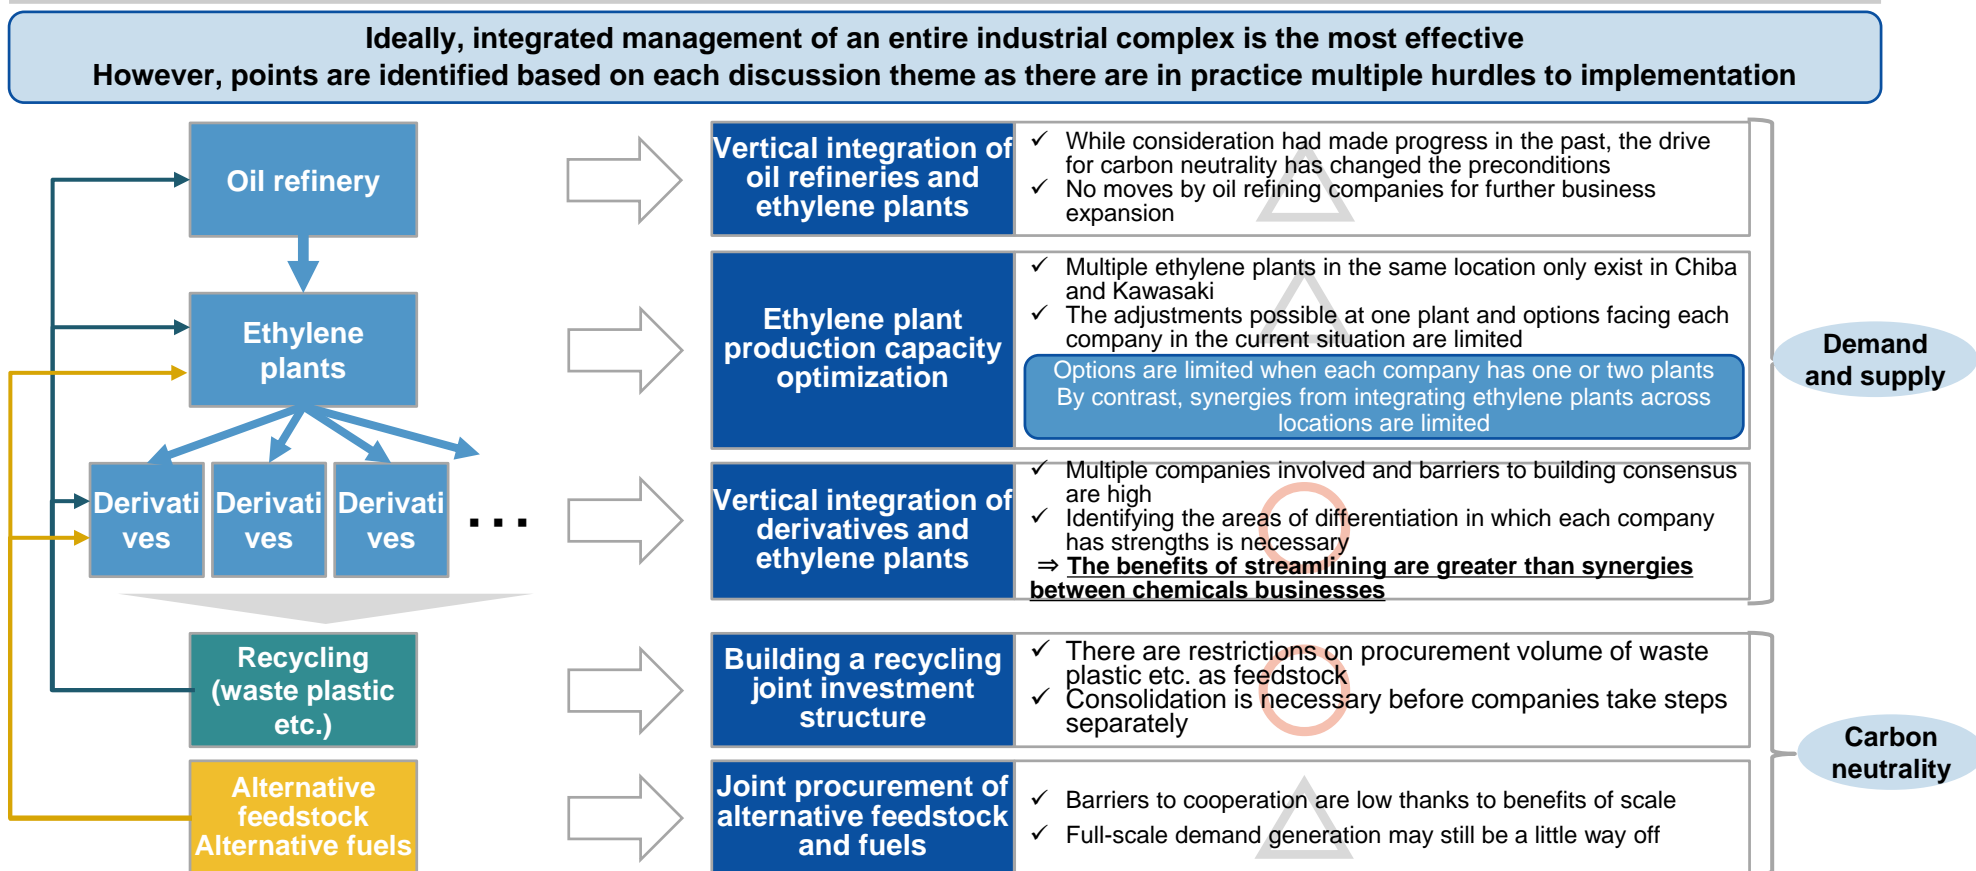 Ideally, integrated management of an entire industrial complex is the most effective
However, points are identified based on each discussion theme as there are in practice multiple hurdles to implementation
Oil refinery
Vertical integration of
oil refineries and
ethylene plants
✓ While consideration had made progress in the past, the drive
for carbon neutrality has changed the preconditions
✓ No moves by oil refining companies for further business
expansion
Ethylene
plants
Ethylene plant
production capacity
optimization
✓ Multiple ethylene plants in the same location only exist in Chiba
and Kawasaki
✓ The adjustments possible at one plant and options facing each
company in the current situation are limited
Options are limited when each company has one or two plants
By contrast, synergies from integrating ethylene plants across
locations are limited
Demand
and supply
Derivati
ves
Derivati
ves
Derivati
ves
...
Vertical integration of
derivatives and
ethylene plants
✓ Multiple companies involved and barriers to building consensus
are high
✓ Identifying the areas of differentiation in which each company
has strengths is necessary
⇒ The benefits of streamlining are greater than synergies
between chemicals businesses
Recycling
(waste plastic
etc.)
Building a recycling
joint investment
structure
✓ There are restrictions on procurement volume of waste
plastic etc. as feedstock
✓ Consolidation is necessary before companies take steps
separately
Carbon
neutrality
Alternative
feedstock
Alternative fuels
Joint procurement of
alternative feedstock
and fuels
✓ Barriers to cooperation are low thanks to benefits of scale
✓ Full-scale demand generation may still be a little way off